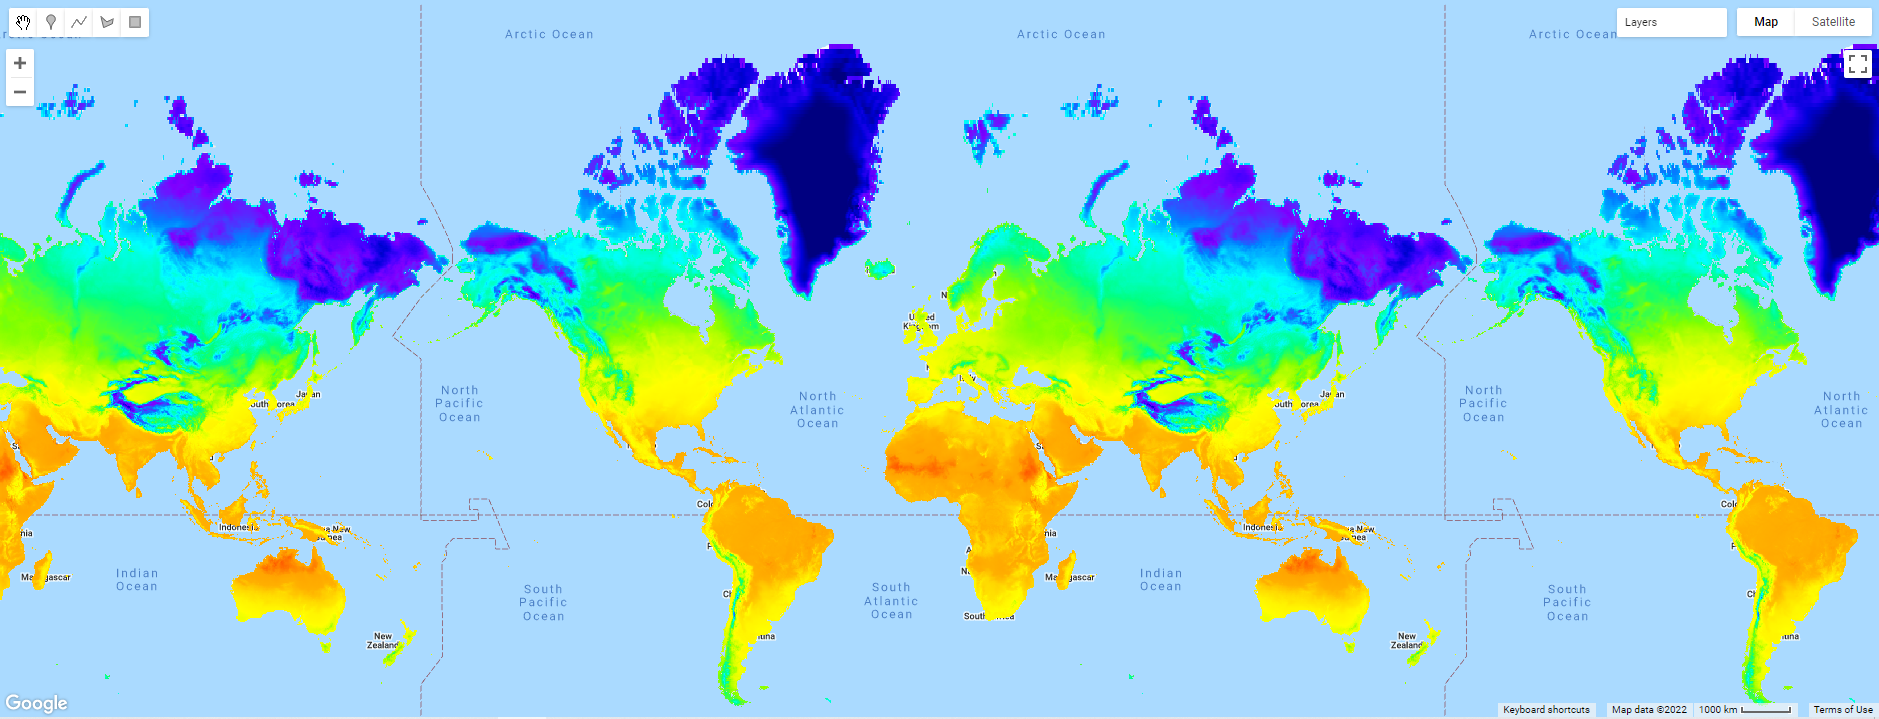 Arctic Ocean
Arctic Ocean
Arctic Ocean
Layers
Map
Satellite
United
Kingdom
Italy
North
Pacific
Ocean
North
Atlantic
Ocean
North
Pacific
Ocean
North
Atlantic
Ocean
Japan
South Korea
Japan
South Korea
Indonesia
Papua New
Guinea
Indonesia
Papua New
Guinea
Madagascar
Indian
Ocean
South
Pacific
Ocean
South
Atlantic
Ocean
Madagascar
Indian
Ocean
South
Pacific
Ocean
South Africa
New
Zealand
New
Zealand
Google
Keyboard shortcuts
Map data ©2022
1000 km
Terms of Use